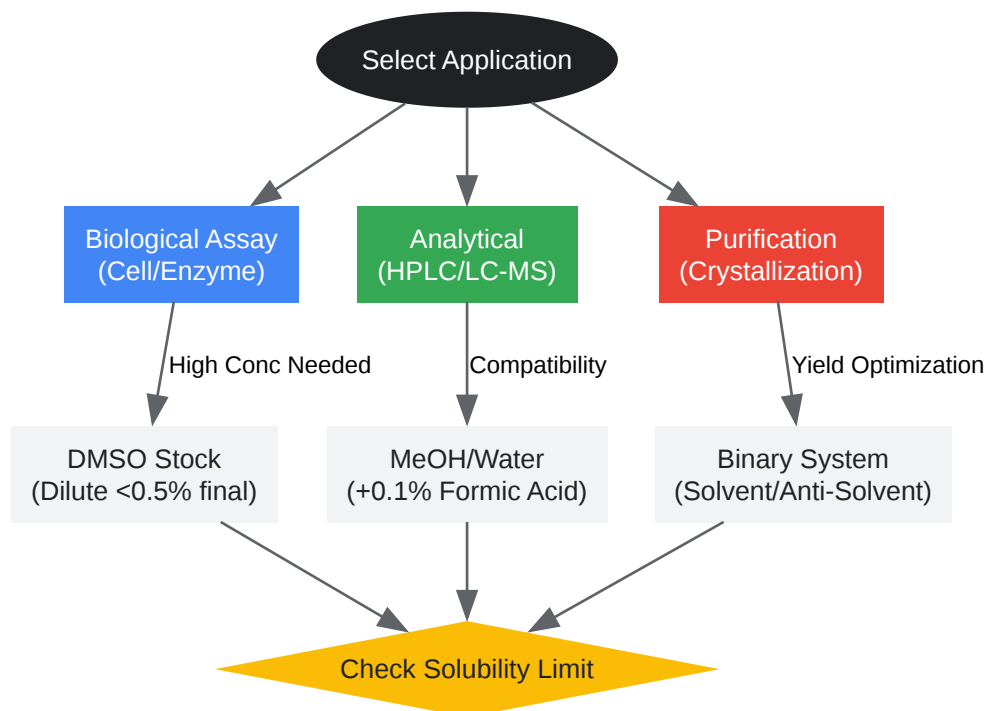 Select Application
Biological Assay
(Cell/Enzyme)
Analytical
(HPLC/LC-MS)
Purification
(Crystallization)
High Conc Needed
Compatibility
Yield Optimization
DMSO Stock
(Dilute <0.5% final)
MeOH/Water
(+0.1% Formic Acid)
Binary System
(Solvent/Anti-Solvent)
Check Solubility Limit